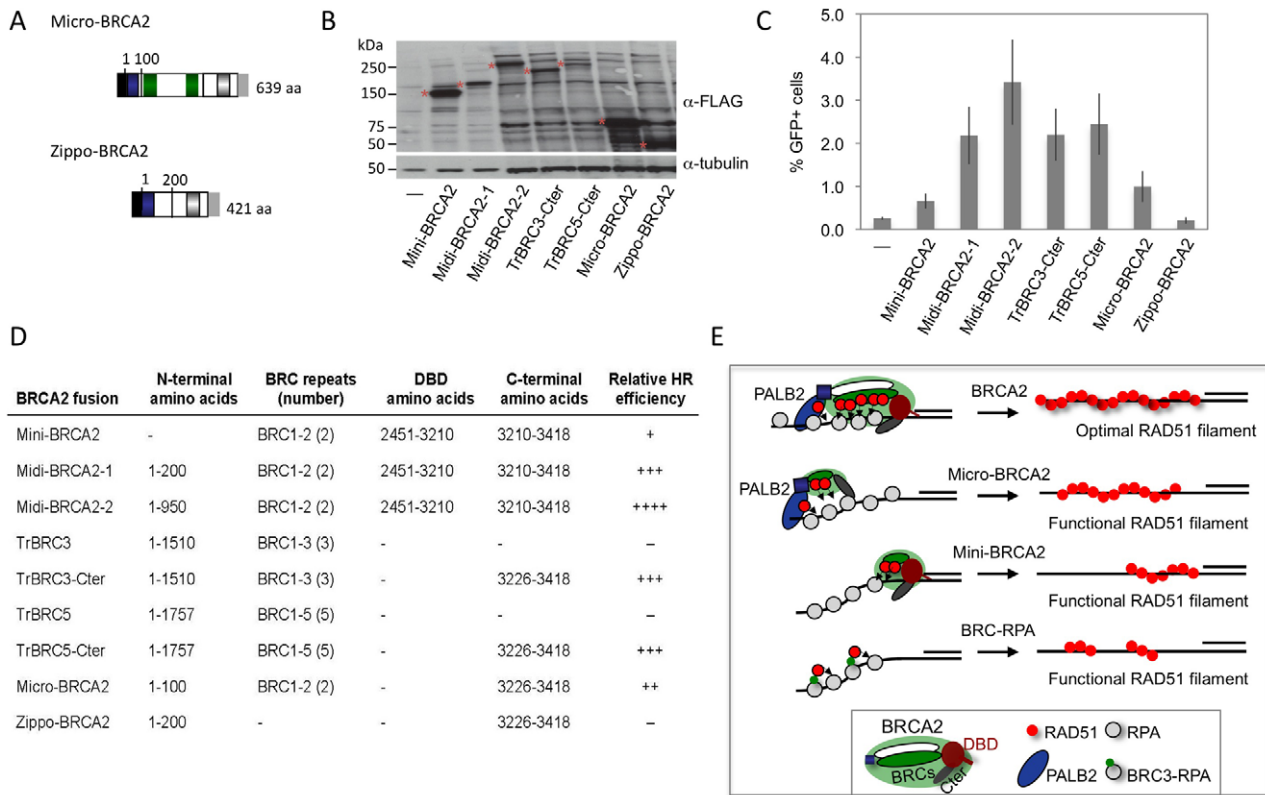 A
Micro-BRCA2
1 100
639 aa
Zippo-BRCA2
1 200
421 aa
B
kDa
250
150
75
50
50
α-FLAG
α-tubulin
—
Mini-BRCA2
Midi-BRCA2-1
Midi-BRCA2-2
TrBRC3-Cter
TrBRC5-Cter
Micro-BRCA2
Zippo-BRCA2
C
% GFP+ cells
5.0
4.0
3.0
2.0
1.0
0.0
—
Mini-BRCA2
Midi-BRCA2-1
Midi-BRCA2-2
TrBRC3-Cter
TrBRC5-Cter
Micro-BRCA2
Zippo-BRCA2
D
BRCA2 fusion N-terminal amino acids BRC repeats (number) DBD amino acids C-terminal amino acids Relative HR efficiency
Mini-BRCA2 - BRC1-2 (2) 2451-3210 3210-3418 +
Midi-BRCA2-1 1-200 BRC1-2 (2) 2451-3210 3210-3418 +++
Midi-BRCA2-2 1-950 BRC1-2 (2) 2451-3210 3210-3418 ++++
TrBRC3 1-1510 BRC1-3 (3) - - –
TrBRC3-Cter 1-1510 BRC1-3 (3) - 3226-3418 +++
TrBRC5 1-1757 BRC1-5 (5) - - –
TrBRC5-Cter 1-1757 BRC1-5 (5) - 3226-3418 +++
Micro-BRCA2 1-100 BRC1-2 (2) - 3226-3418 ++
Zippo-BRCA2 1-200 - - 3226-3418 –
E
PALB2
BRCA2
Optimal RAD51 filament
PALB2
Micro-BRCA2
Functional RAD51 filament
Mini-BRCA2
Functional RAD51 filament
BRC-RPA
Functional RAD51 filament
BRCA2
DBD
BRCs
Cter
RAD51
RPA
PALB2
BRC3-RPA